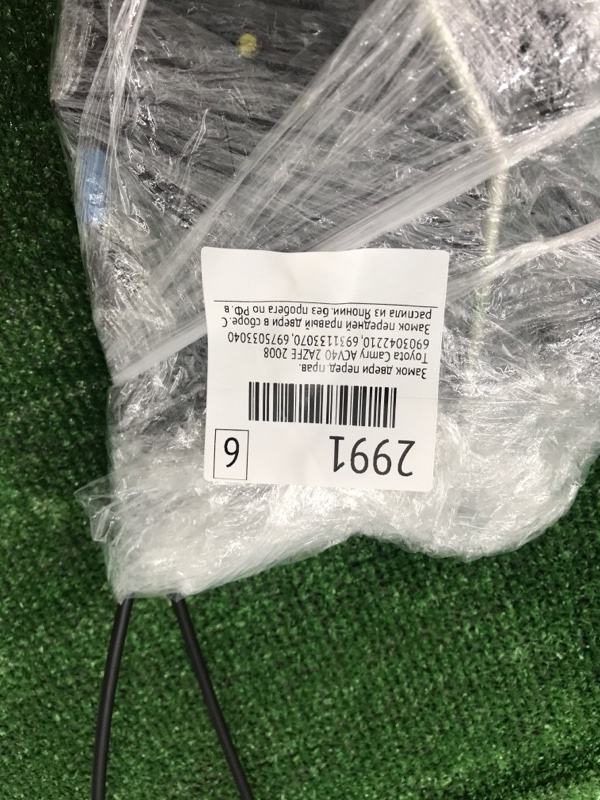 2991 6
Замок двери перед. прав.
Toyota Camry ACV40 2AZFE 2008
6903042210, 6931133070, 6975033040
Замок передней правый двери в сборе. С
распила из Японии. без пробега по РФ. в